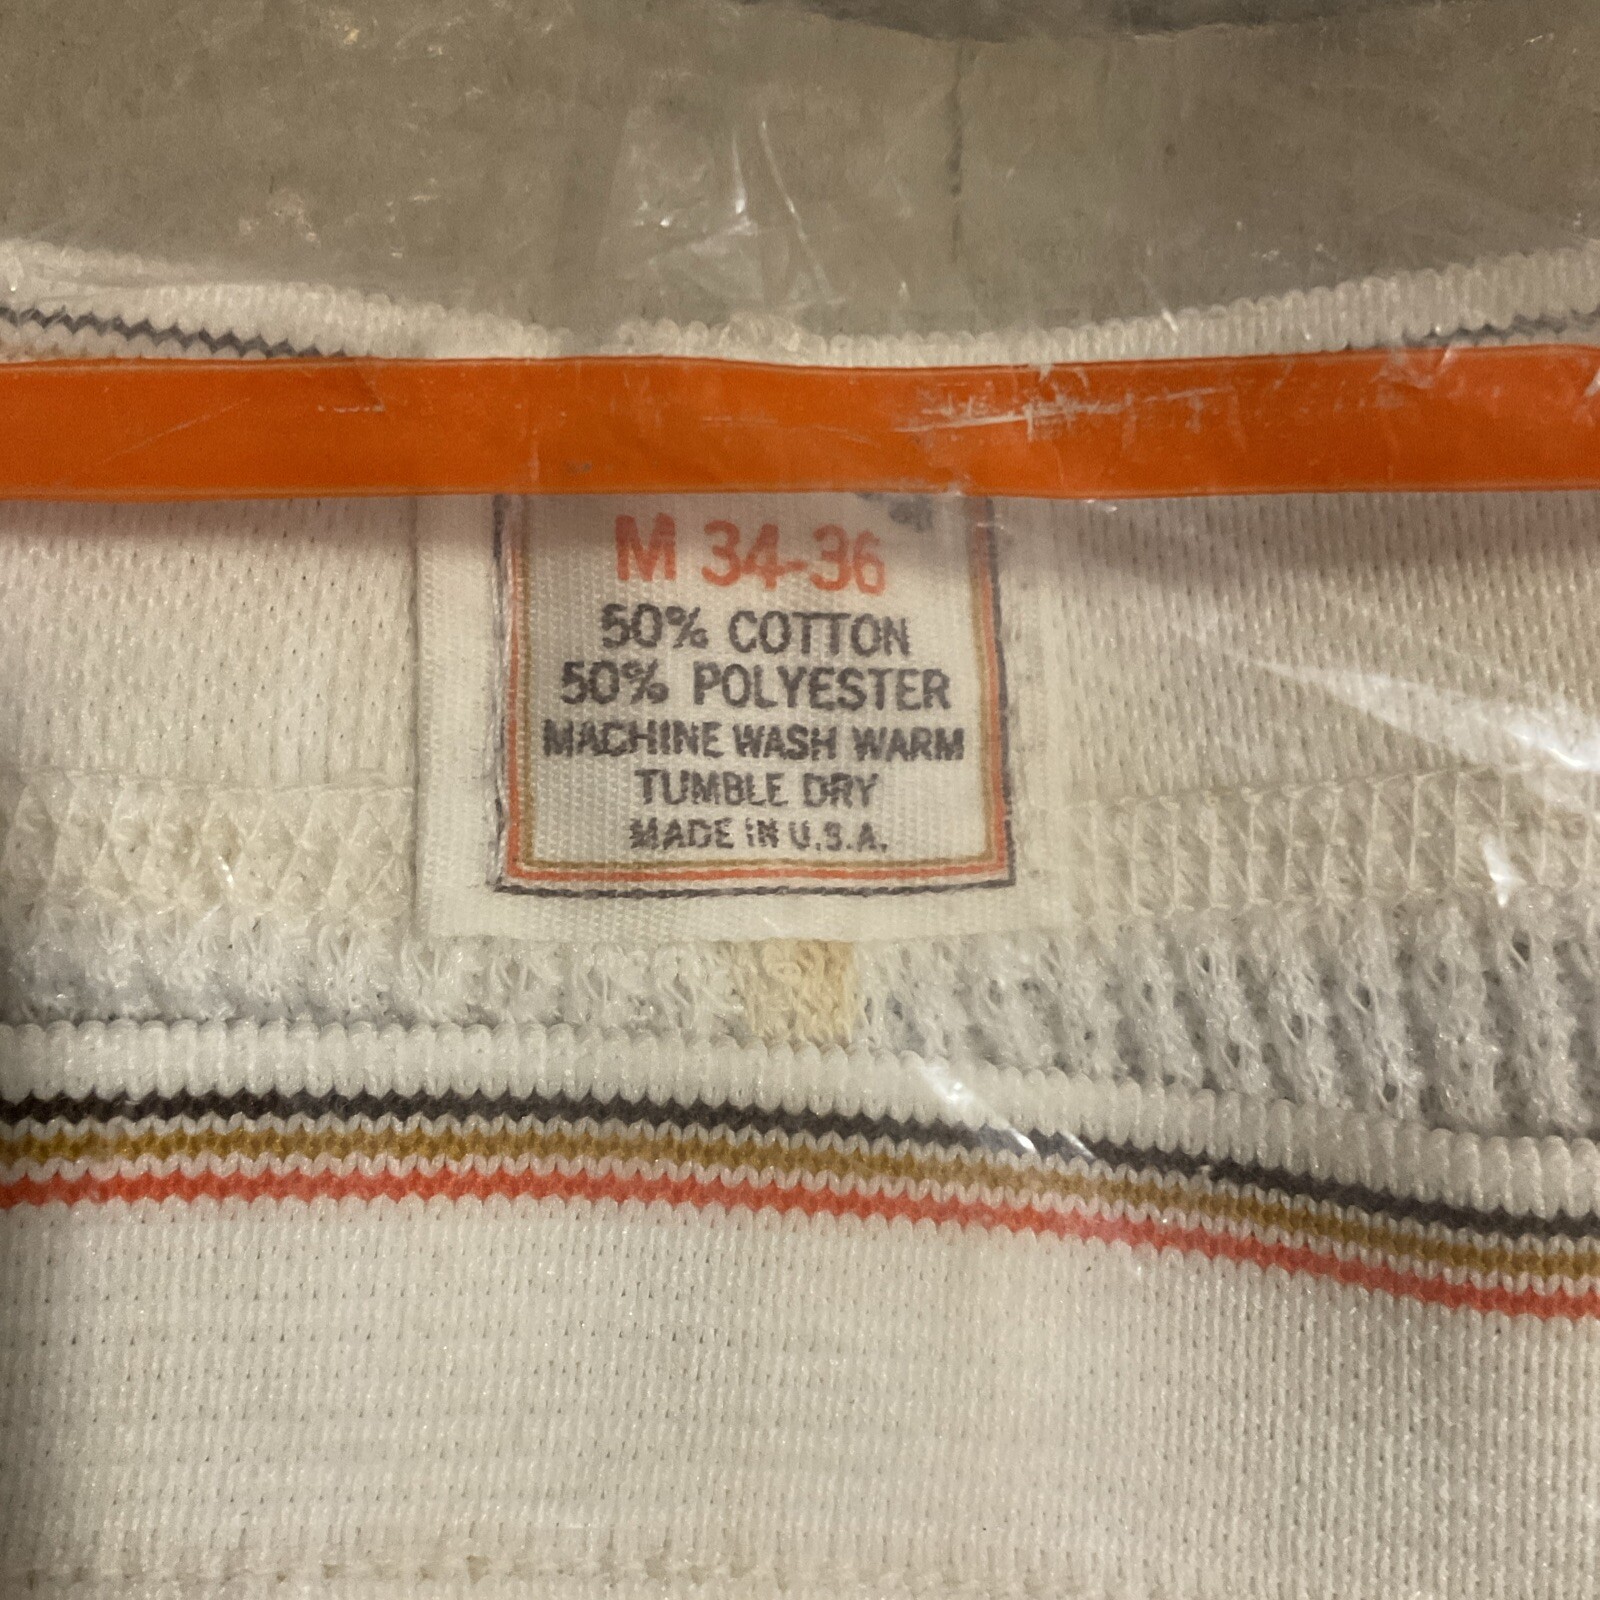 M 34-36
50% COTTON
50% POLYESTER
MACHINE WASH WARM
TUMBLE DRY
MADE IN U.S.A.